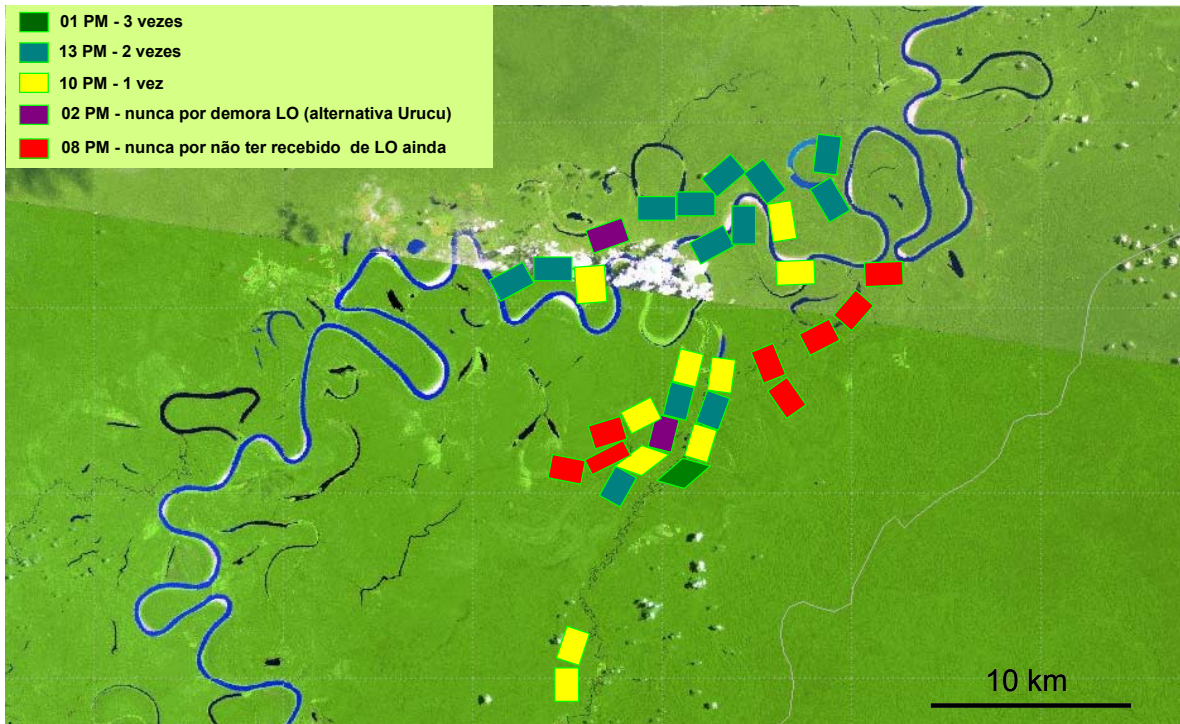 01 PM - 3 vezes
13 PM - 2 vezes
10 PM - 1 vez
02 PM - nunca por demora LO (alternativa Urucu)
08 PM - nunca por não ter recebido de LO ainda
10 km